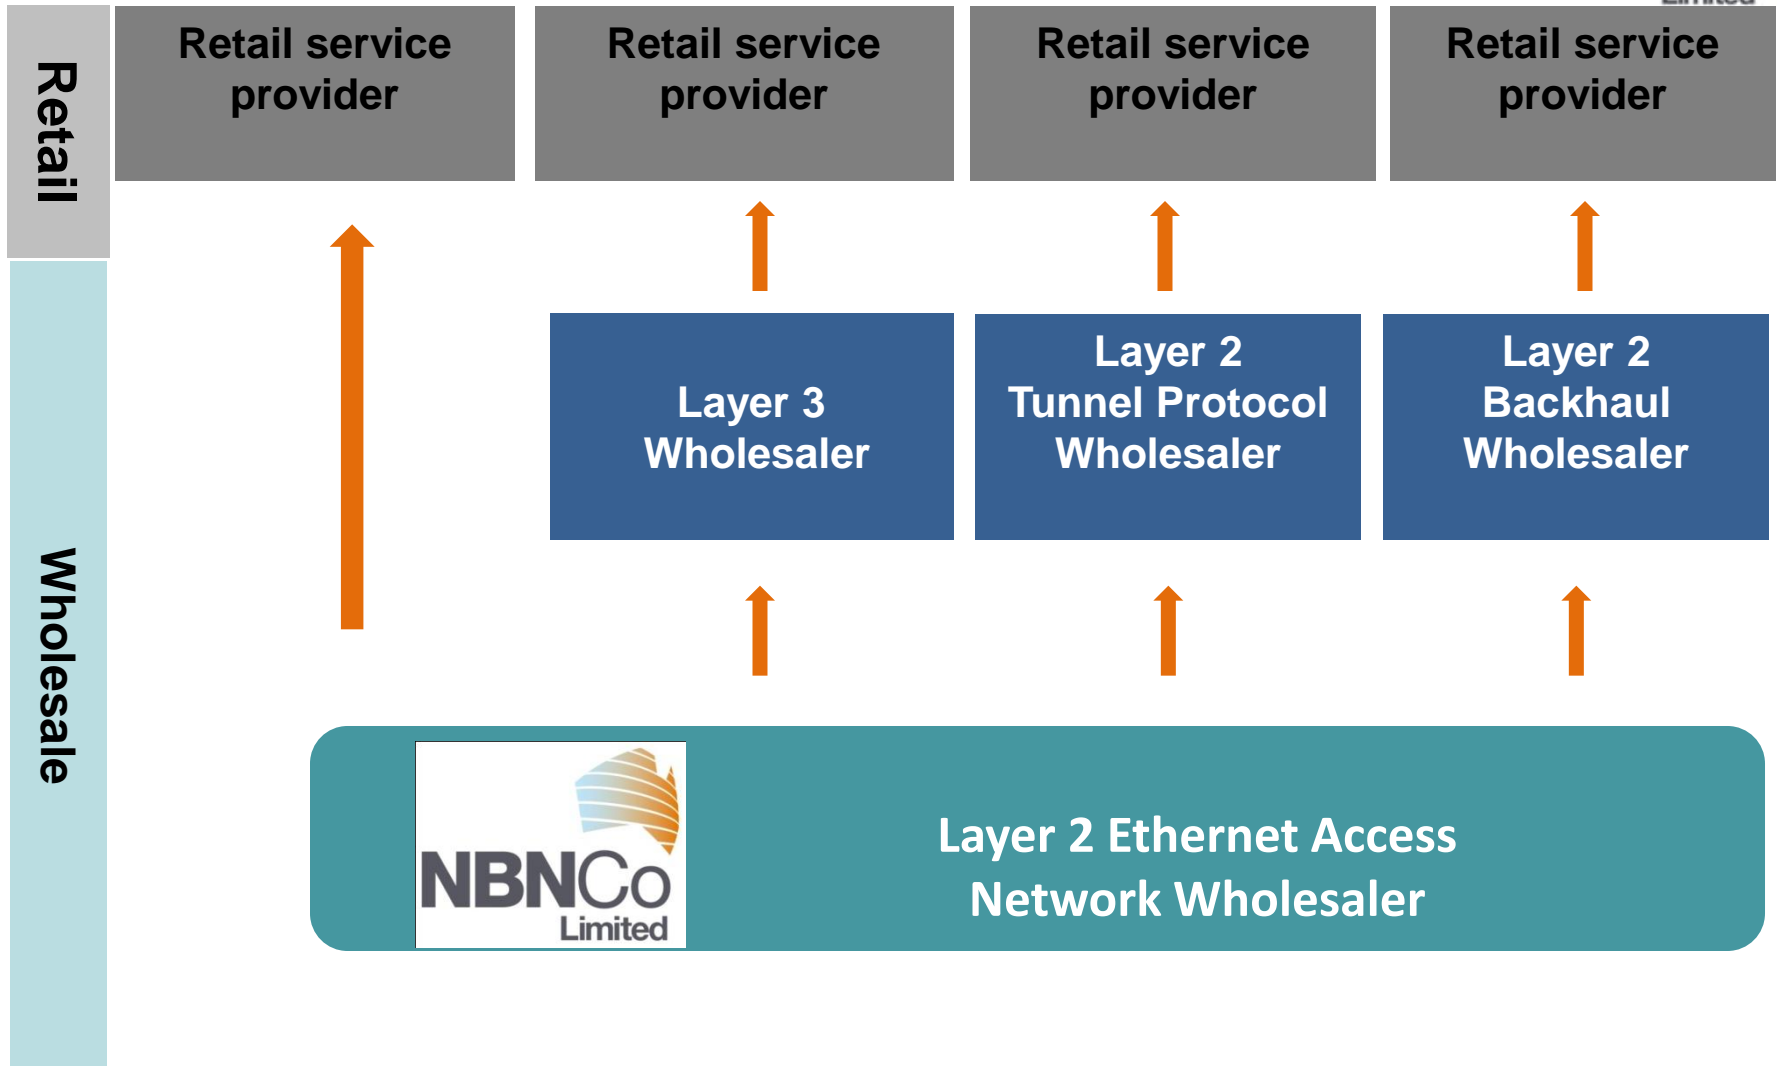 Limited
Retail
Retail service
provider
Retail service
provider
Retail service
provider
Retail service
provider
Wholesale
Layer 3
Wholesaler
Layer 2
Tunnel Protocol
Wholesaler
Layer 2
Backhaul
Wholesaler
NBNCo
Limited
Layer 2 Ethernet Access
Network Wholesaler